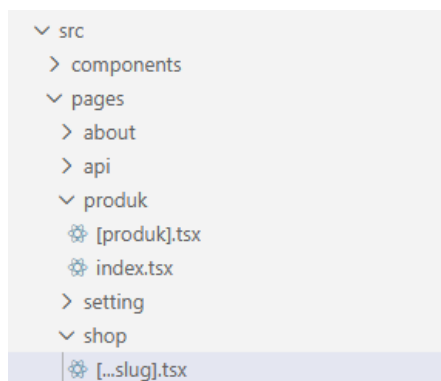 src
components
pages
about
api
produk
[produk].tsx
index.tsx
setting
shop
[...slug].tsx